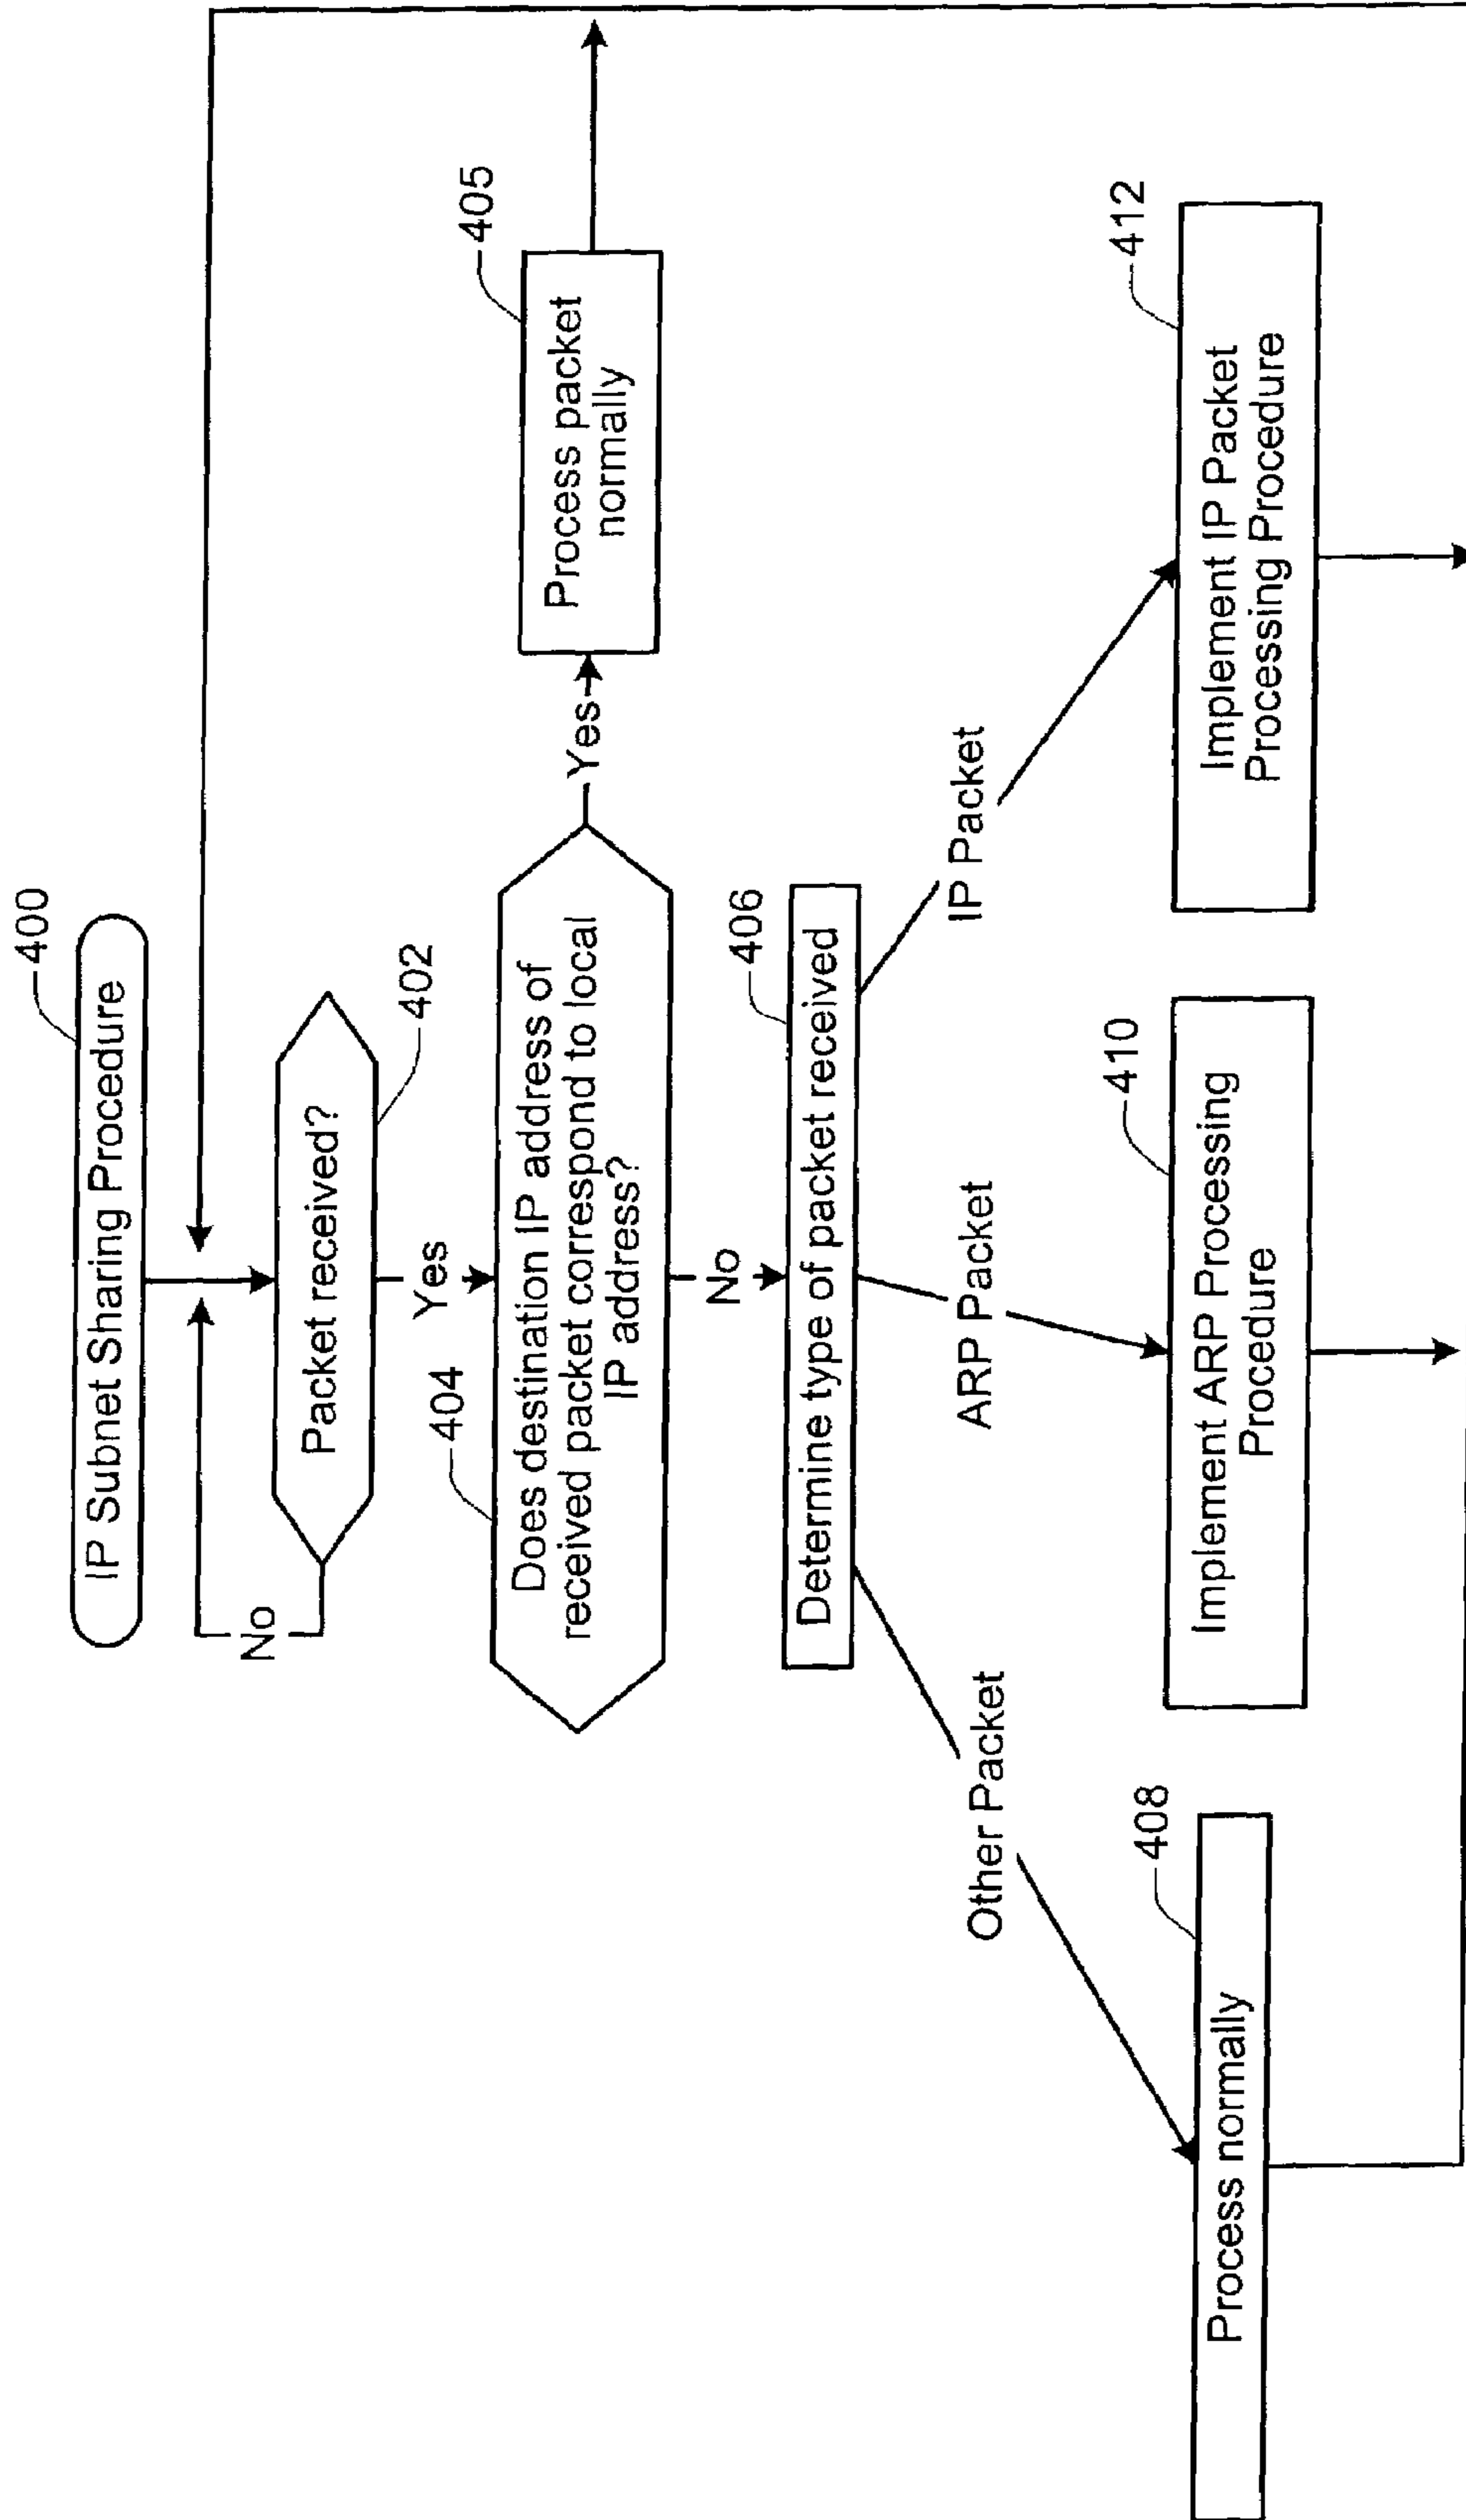 400
IP Subnet Sharing Procedure
No
Packet received?
402
Yes
404
Does destination IP address of
received packet correspond to local
IP address?
Yes
405
Process packet
normally
No
406
Determine type of packet received
Other Packet
ARP Packet
IP Packet
408
Process normally
410
Implement ARP Processing
Procedure
412
Implement IP Packet
Processing Procedure